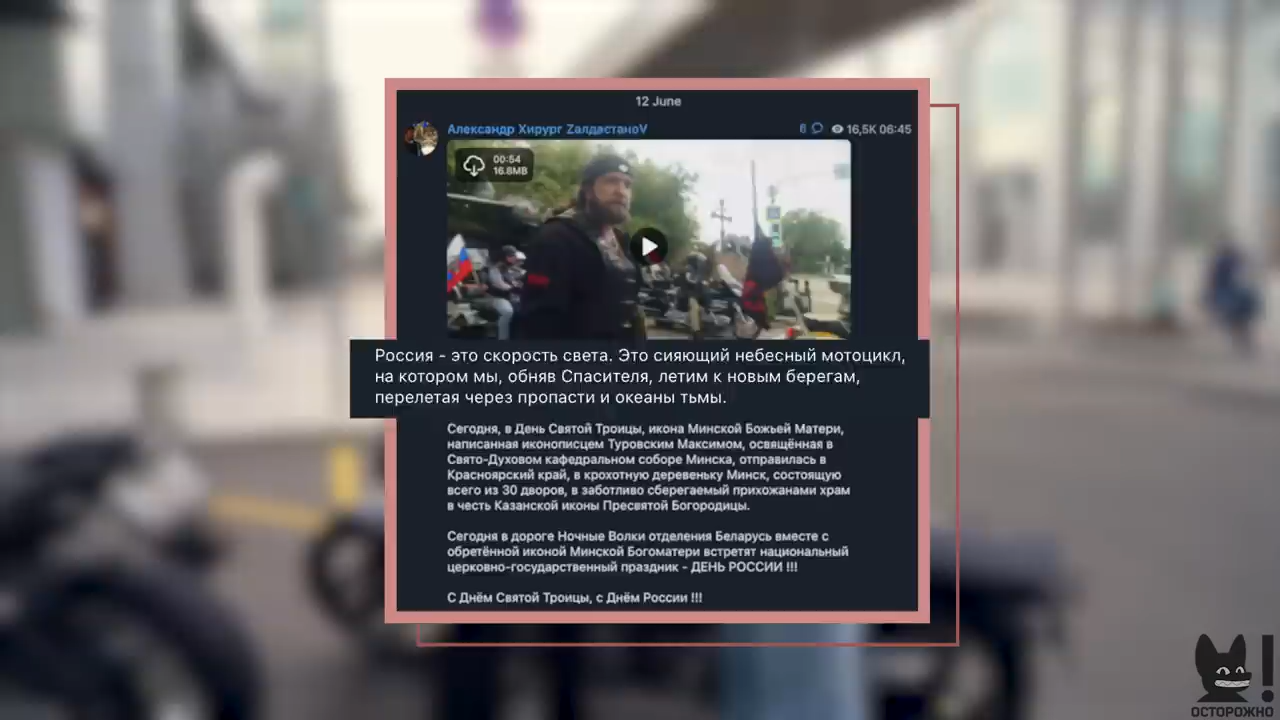 12 June
Александр Хирург ZалдастаноV
6 16,5K 06:45
00:54
16.8MB
Россия - это скорость света. Это сияющий небесный мотоцикл,
на котором мы, обняв Спасителя, летим к новым берегам,
перелетая через пропасти и океаны тьмы.
Сегодня, в День Святой Троицы, икона Минской Божьей Матери,
написанная иконописцем Туровским Максимом, освящённая в
Свято-Духовом кафедральном соборе Минска, отправилась в
Красноярский край, в крохотную деревеньку Минск, состоящую
всего из 30 дворов, в заботливо сберегаемый прихожанами храм
в честь Казанской иконы Пресвятой Богородицы.
Сегодня в дороге Ночные Волки отделения Беларусь вместе с
обретённой иконой Минской Богоматери встретят национальный
церковно-государственный праздник - ДЕНЬ РОССИИ !!!
С Днём Святой Троицы, с Днём России !!!
ОСТОРОЖНО